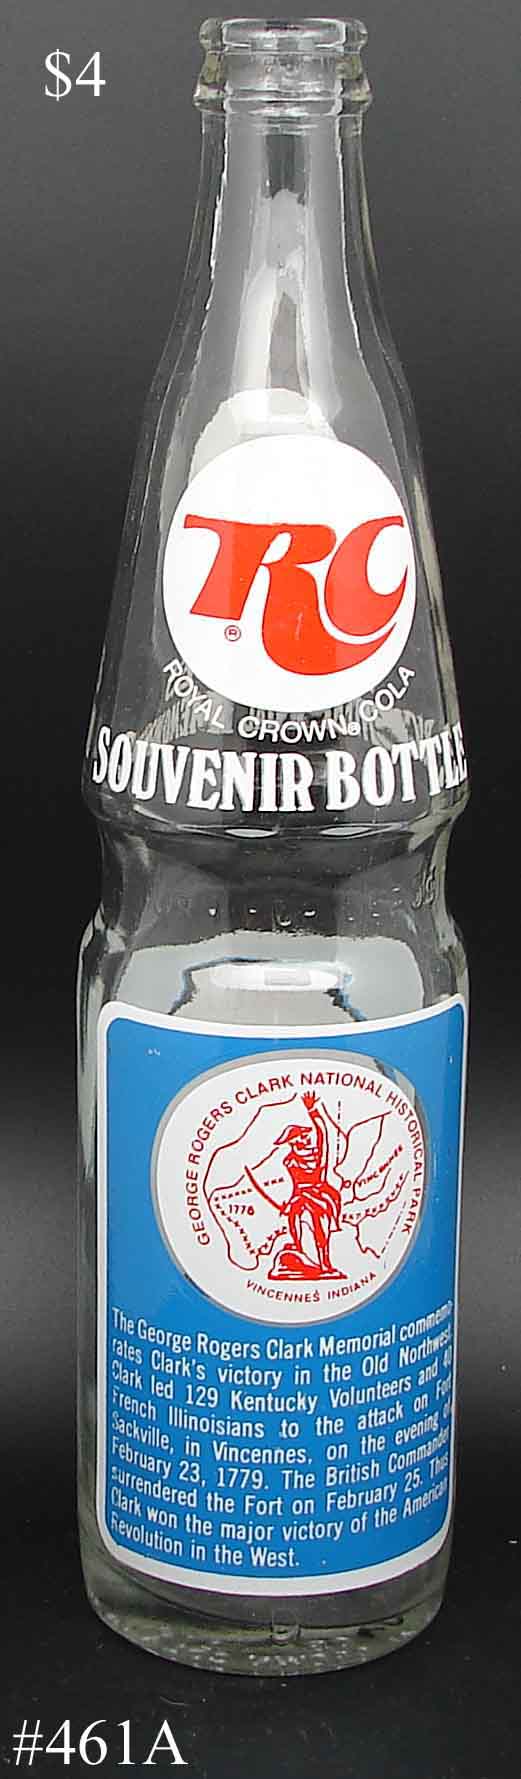 $4
RC
®
ROYAL CROWN® COLA
SOUVENIR BOTTLE
GEORGE ROGERS CLARK NATIONAL HISTORICAL PARK
1778
VINCENNES
VINCENNES INDIANA
The George Rogers Clark Memorial commemo-
rates Clark's victory in the Old Northwest.
Clark led 129 Kentucky Volunteers and 40
French Illinoisians to the attack on Fort
Sackville, in Vincennes, on the evening of
February 23, 1779. The British Commander
surrendered the Fort on February 25. Thus
Clark won the major victory of the American
Revolution in the West.
#461A